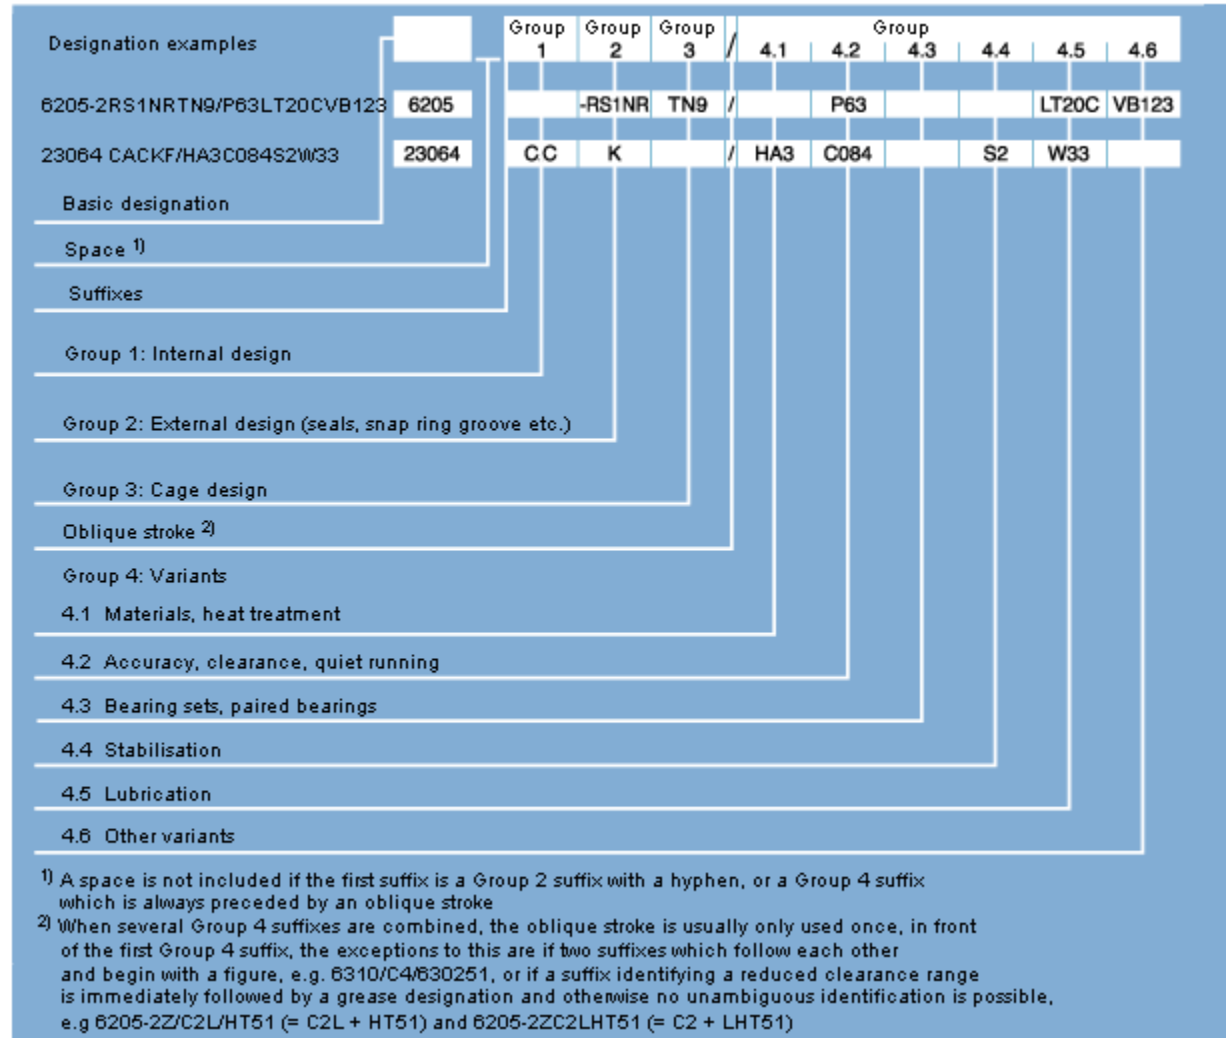 Group Group Group Group
Designation examples 1 2 3 / 4.1 4.2 4.3 4.4 4.5 4.6
6205-2RS1NRTN9/P63LT20CVB123 6205 -RS1NR TN9 / P63 LT20C VB123
23064 CACKF/HA3C084S2W33 23064 CC K / HA3 C084 S2 W33
Basic designation
Space 1)
Suffixes
Group 1: Internal design
Group 2: External design (seals, snap ring groove etc.)
Group 3: Cage design
Oblique stroke 2)
Group 4: Variants
4.1 Materials, heat treatment
4.2 Accuracy, clearance, quiet running
4.3 Bearing sets, paired bearings
4.4 Stabilisation
4.5 Lubrication
4.6 Other variants
1) A space is not included if the first suffix is a Group 2 suffix with a hyphen, or a Group 4 suffix
which is always preceded by an oblique stroke
2) When several Group 4 suffixes are combined, the oblique stroke is usually only used once, in front
of the first Group 4 suffix, the exceptions to this are if two suffixes which follow each other
and begin with a figure, e.g. 6310/C4/630251, or if a suffix identifying a reduced clearance range
is immediately followed by a grease designation and otherwise no unambiguous identification is possible,
e.g 6205-2Z/C2L/HT51 (= C2L + HT51) and 6205-2ZC2LHT51 (= C2 + LHT51)